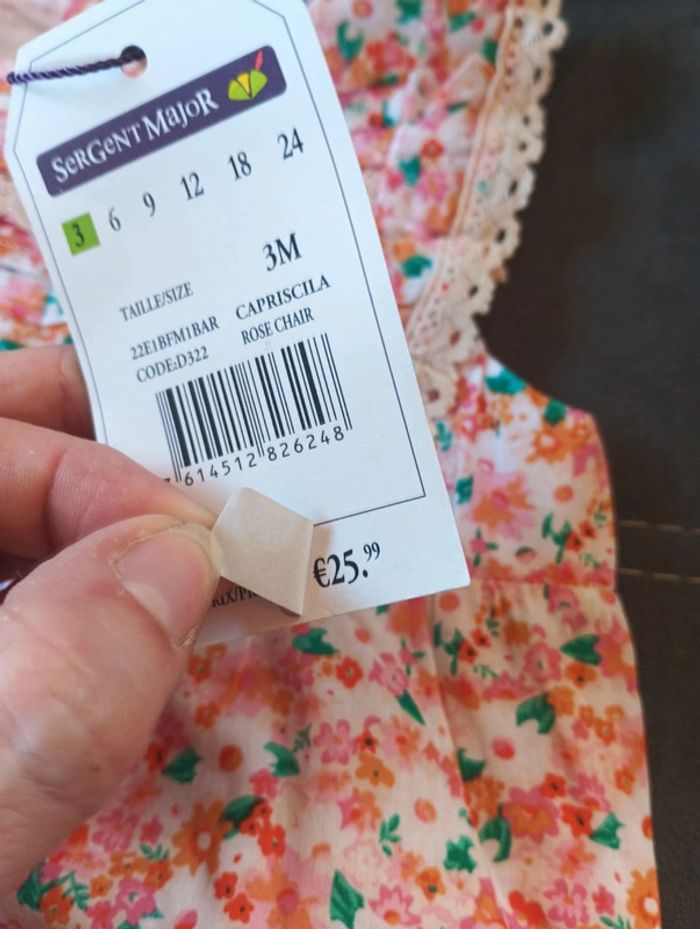 SERGENT MAJOR
3 6 9 12 18 24
3M
TAILLE/SIZE
CAPRISCILA
22E1BFM1BAR
ROSE CHAIR
CODE:D322
614512 826248
€25.99